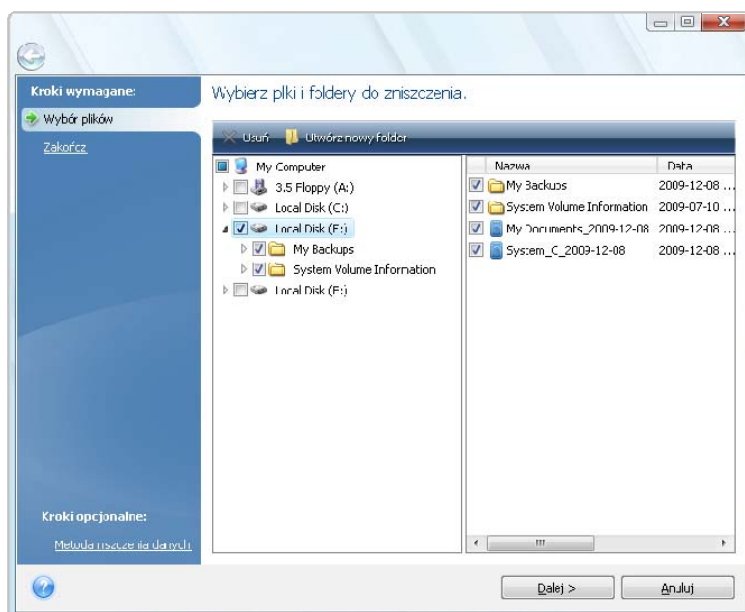 Kroki wymagane:
Wybór plików
Zakończ
Kroki opcjonalne:
Metoda niszczenia danych
Wybierz pliki i foldery do zniszczenia.
Usuń
Utwórz nowy folder
My Computer
3.5 Floppy (A:)
Local Disk (C:)
Local Disk (E:)
My Backups
System Volume Information
Local Disk (F:)
Nazwa Data
My Backups 2009-12-08 ...
System Volume Information 2009-07-10 ...
My Documents_2009-12-08 2009-12-08 ...
System_C_2009-12-08 2009-12-08 ...
Dalej >
Anuluj